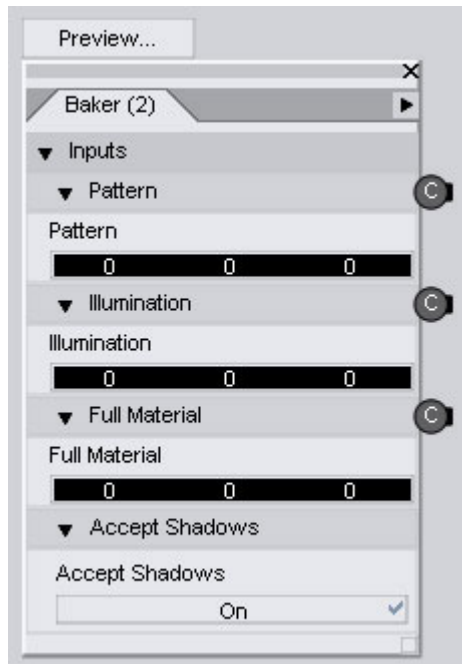 Preview...
Baker (2)
Inputs
Pattern
C
Pattern
0 0 0
Illumination
C
Illumination
0 0 0
Full Material
C
Full Material
0 0 0
Accept Shadows
Accept Shadows
On